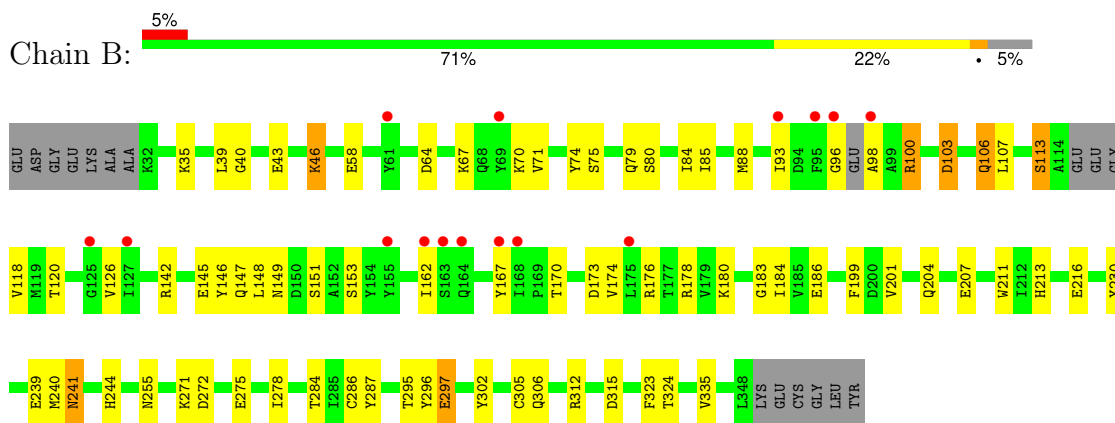 5%
Chain B:
71% 22% • 5%
GLU ASP GLY GLU LYS ALA ALA K32 K35 L39 G40 E43 K46 E58 Y61 D64 K67 Q68 Y69 K70 V71 Y74 S75 Q79 S80 I84 I85 M88 I93 D94 F95 G96 GLU A98 A99 R100 D103 Q106 L107 S113 A114 GLU GLU GLY
V118 M119 T120 G125 V126 I127 R142 E145 Y146 Q147 L148 N149 D150 S151 A152 S153 Y154 Y155 I162 S163 Q164 Y167 I168 P169 T170 D173 V174 L175 R176 T177 R178 V179 K180 G183 I184 V185 E186 F199 D200 V201 Q204 E207 W211 I212 H213 E216
E239 M240 N241 H244 N255 K271 D272 E275 I278 T284 I285 C286 Y287 T295 Y296 E297 Y302 C305 Q306 R312 D315 F323 T324 V335 L348 LYS GLU CYS GLY LEU TYR